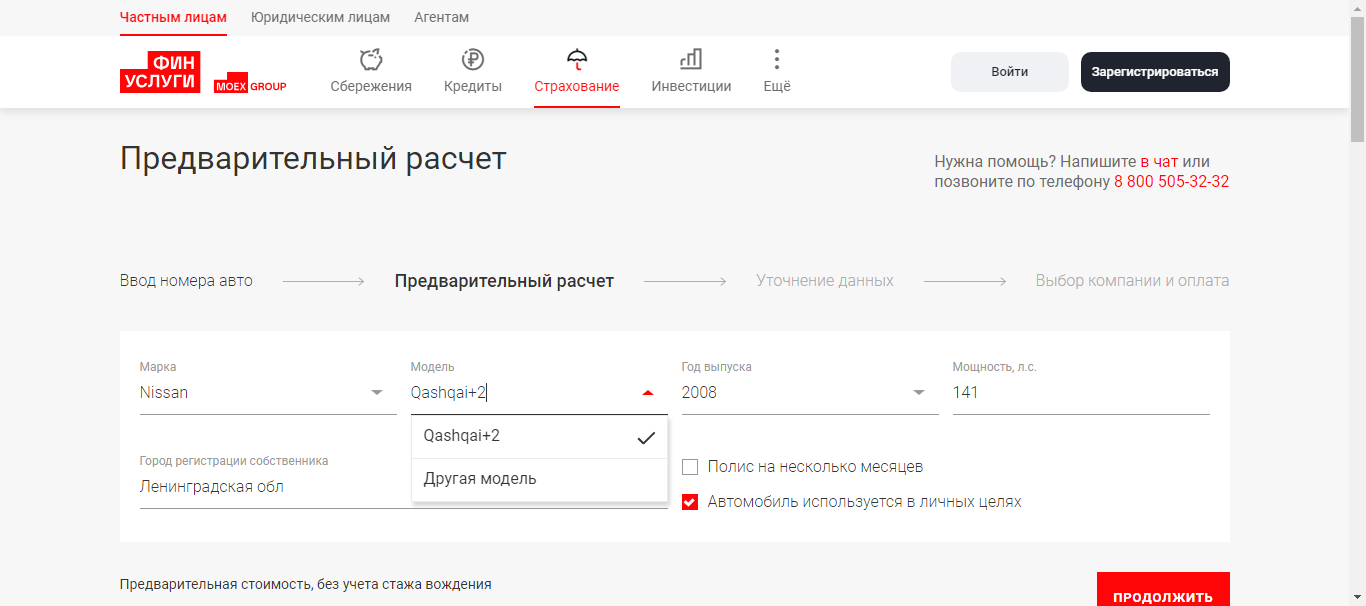 Частным лицам Юридическим лицам Агентам
ФИН
УСЛУГИ
MOEX GROUP
Сбережения Кредиты Страхование Инвестиции Ещё
Войти Зарегистрироваться
Предварительный расчет
Нужна помощь? Напишите в чат или
позвоните по телефону 8 800 505-32-32
Ввод номера авто Предварительный расчет Уточнение данных Выбор компании и оплата
Марка Модель Год выпуска Мощность, л.с.
Nissan Qashqai+2 2008 141
Qashqai+2
Другая модель
Город регистрации собственника
Ленинградская обл
Полис на несколько месяцев
Автомобиль используется в личных целях
Предварительная стоимость, без учета стажа вождения
ПРОДОЛЖИТЬ